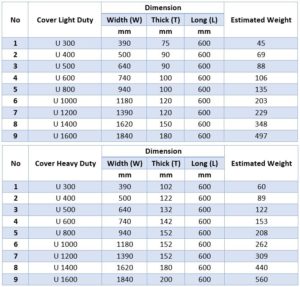 No Cover Light Duty Dimension Estimated Weight
Width (W) Thick (T) Long (L)
mm mm mm
1 U 300 390 75 600 45
2 U 400 500 90 600 69
3 U 500 640 90 600 88
4 U 600 740 100 600 106
5 U 800 940 100 600 135
6 U 1000 1180 120 600 203
7 U 1200 1390 120 600 229
8 U 1400 1620 150 600 348
9 U 1600 1840 180 600 497
No Cover Heavy Duty Dimension Estimated Weight
Width (W) Thick (T) Long (L)
mm mm mm
1 U 300 390 102 600 60
2 U 400 500 122 600 89
3 U 500 640 132 600 122
4 U 600 740 142 600 153
5 U 800 940 152 600 208
6 U 1000 1180 152 600 262
7 U 1200 1390 152 600 309
8 U 1400 1620 180 600 440
9 U 1600 1840 200 600 560